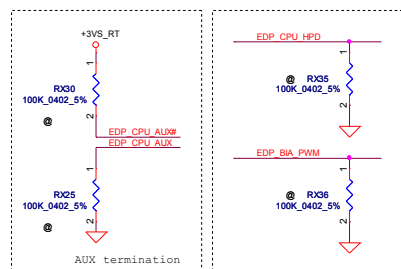 +3VS_RT
1
RX30
100K_0402_5%
2
@
EDP_CPU_AUX#
EDP_CPU_AUX
1
RX25
100K_0402_5%
2
@
AUX termination
EDP_CPU_HPD
1
@ RX35
100K_0402_5%
2
EDP_BIA_PWM
1
@ RX36
100K_0402_5%
2